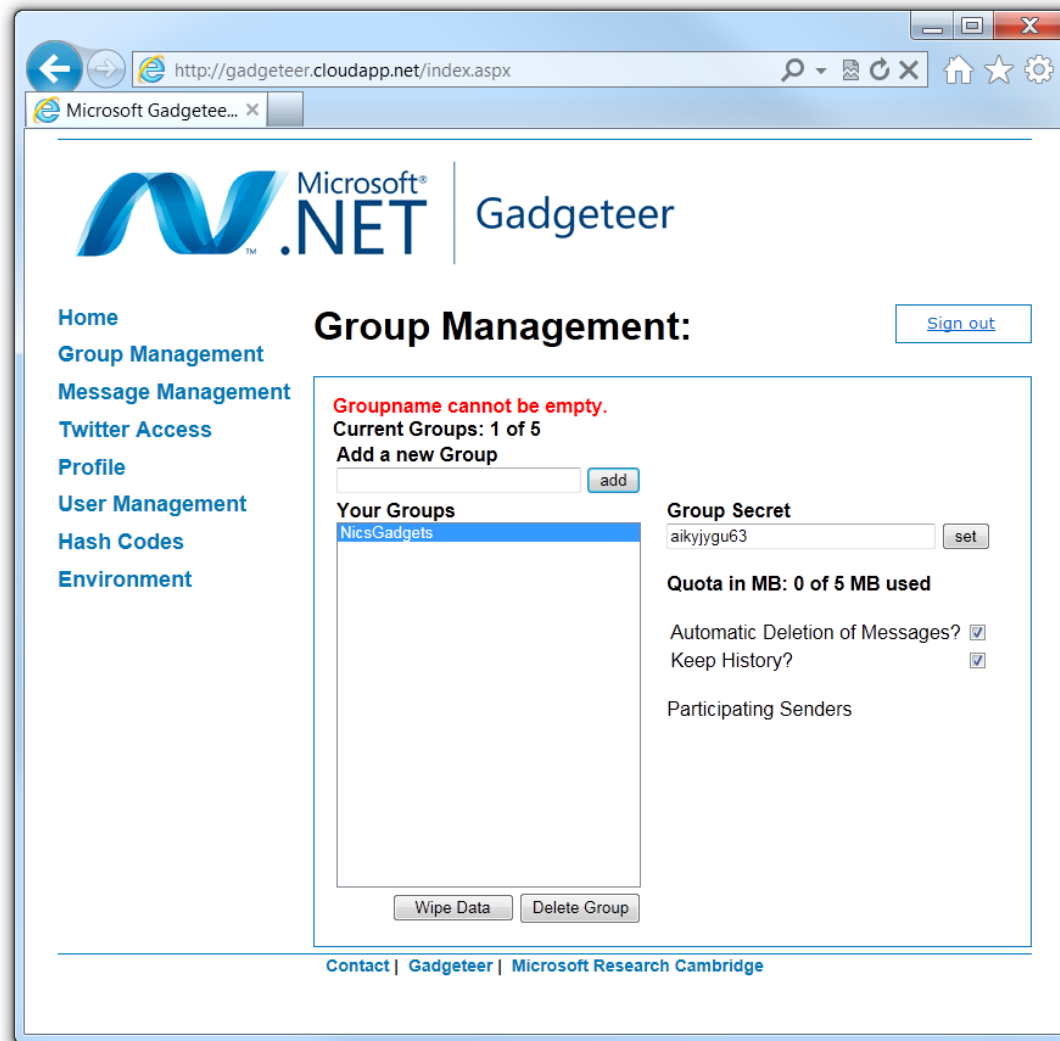 http://gadgeteer.cloudapp.net/index.aspx
Microsoft Gadgetee...
Microsoft®
.NET
™
Gadgeteer
Home
Group Management
Message Management
Twitter Access
Profile
User Management
Hash Codes
Environment
Group Management:
Sign out
Groupname cannot be empty.
Current Groups: 1 of 5
Add a new Group
add
Your Groups
NicsGadgets
Group Secret
aikyjygu63
set
Quota in MB: 0 of 5 MB used
Automatic Deletion of Messages?
Keep History?
Participating Senders
Wipe Data
Delete Group
Contact | Gadgeteer | Microsoft Research Cambridge